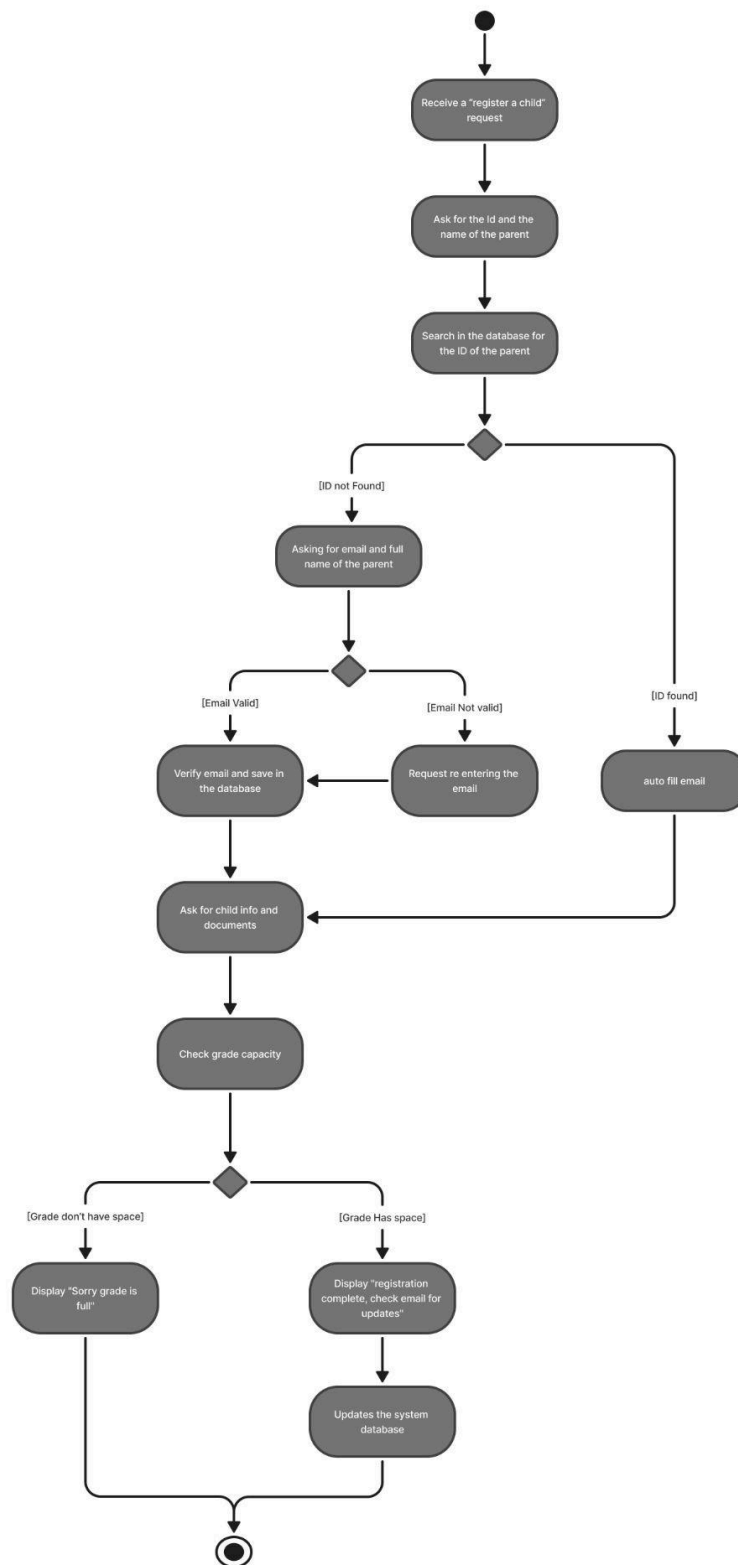 Receive a "register a child"
request
Ask for the id and the
name of the parent
Search in the database for
the ID of the parent
[ID not Found]
Asking for email and full
name of the parent
[Email Valid]
[Email Not valid]
[ID found]
Verify email and save in
the database
Request re entering the
email
auto fill email
Ask for child info and
documents
Check grade capacity
[Grade don't have space]
[Grade Has space]
Display "Sorry grade is
full"
Display "registration
complete, check email for
updates"
Updates the system
database